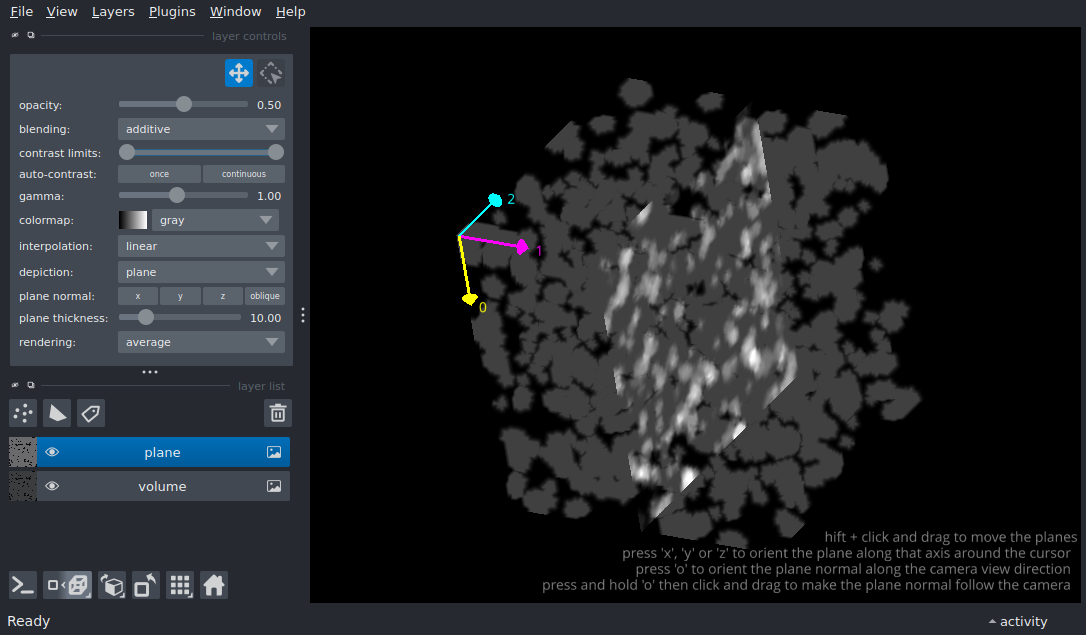 File View Layers Plugins Window Help
layer controls
opacity: 0.50
blending: additive
contrast limits:
auto-contrast: once continuous
gamma: 1.00
colormap: gray
interpolation: linear
depiction: plane
plane normal: x y z oblique
plane thickness: 10.00
rendering: average
layer list
plane
volume
2
1
0
hift + click and drag to move the planes
press 'x', 'y' or 'z' to orient the plane along that axis around the cursor
press 'o' to orient the plane normal along the camera view direction
press and hold 'o' then click and drag to make the plane normal follow the camera
Ready
activity